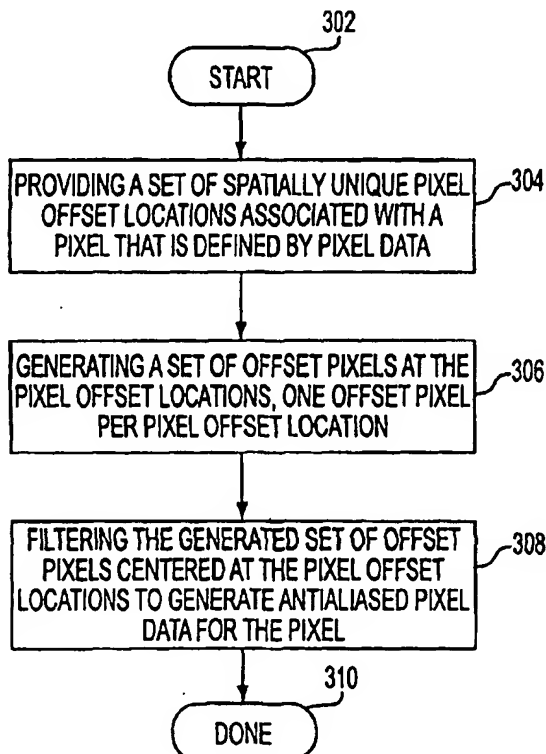 302
START
PROVIDING A SET OF SPATIALLY UNIQUE PIXEL
OFFSET LOCATIONS ASSOCIATED WITH A
PIXEL THAT IS DEFINED BY PIXEL DATA
304
GENERATING A SET OF OFFSET PIXELS AT THE
PIXEL OFFSET LOCATIONS, ONE OFFSET PIXEL
PER PIXEL OFFSET LOCATION
306
FILTERING THE GENERATED SET OF OFFSET
PIXELS CENTERED AT THE PIXEL OFFSET
LOCATIONS TO GENERATE ANTIALIASED PIXEL
DATA FOR THE PIXEL
308
310
DONE